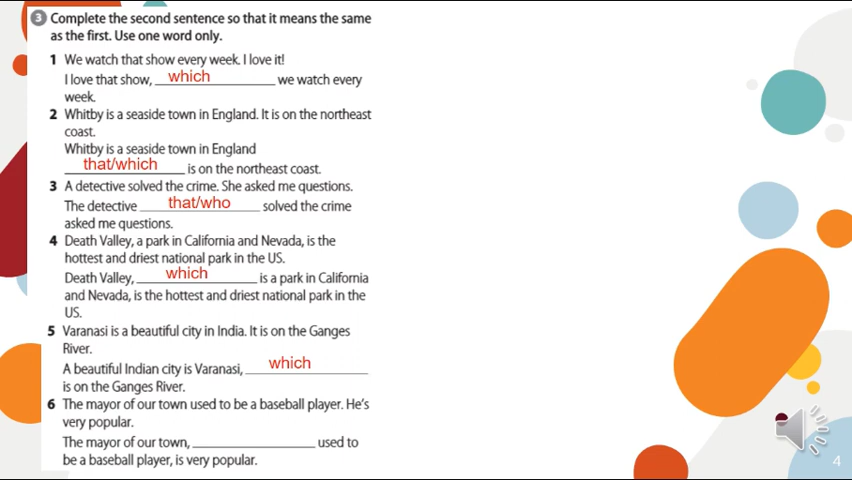 3 Complete the second sentence so that it means the same
as the first. Use one word only.
1 We watch that show every week. I love it!
I love that show, which we watch every
week.
2 Whitby is a seaside town in England. It is on the northeast
coast.
Whitby is a seaside town in England
that/which is on the northeast coast.
3 A detective solved the crime. She asked me questions.
The detective that/who solved the crime
asked me questions.
4 Death Valley, a park in California and Nevada, is the
hottest and driest national park in the US.
Death Valley, which is a park in California
and Nevada, is the hottest and driest national park in the
US.
5 Varanasi is a beautiful city in India. It is on the Ganges
River.
A beautiful Indian city is Varanasi, which
is on the Ganges River.
6 The mayor of our town used to be a baseball player. He's
very popular.
The mayor of our town, ____________ used to
be a baseball player, is very popular.
4